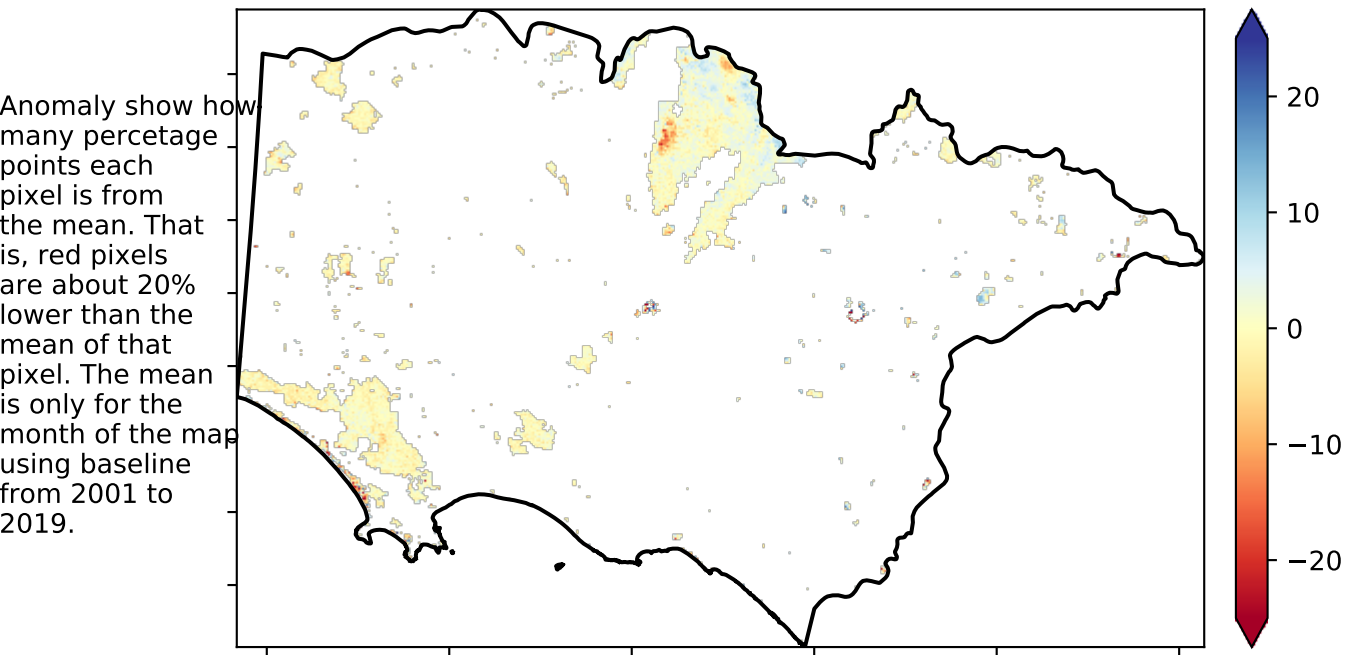 Anomaly show how
many percetage
points each
pixel is from
the mean. That
is, red pixels
are about 20%
lower than the
mean of that
pixel. The mean
is only for the
month of the map
using baseline
from 2001 to
2019.
20
10
0
−10
−20